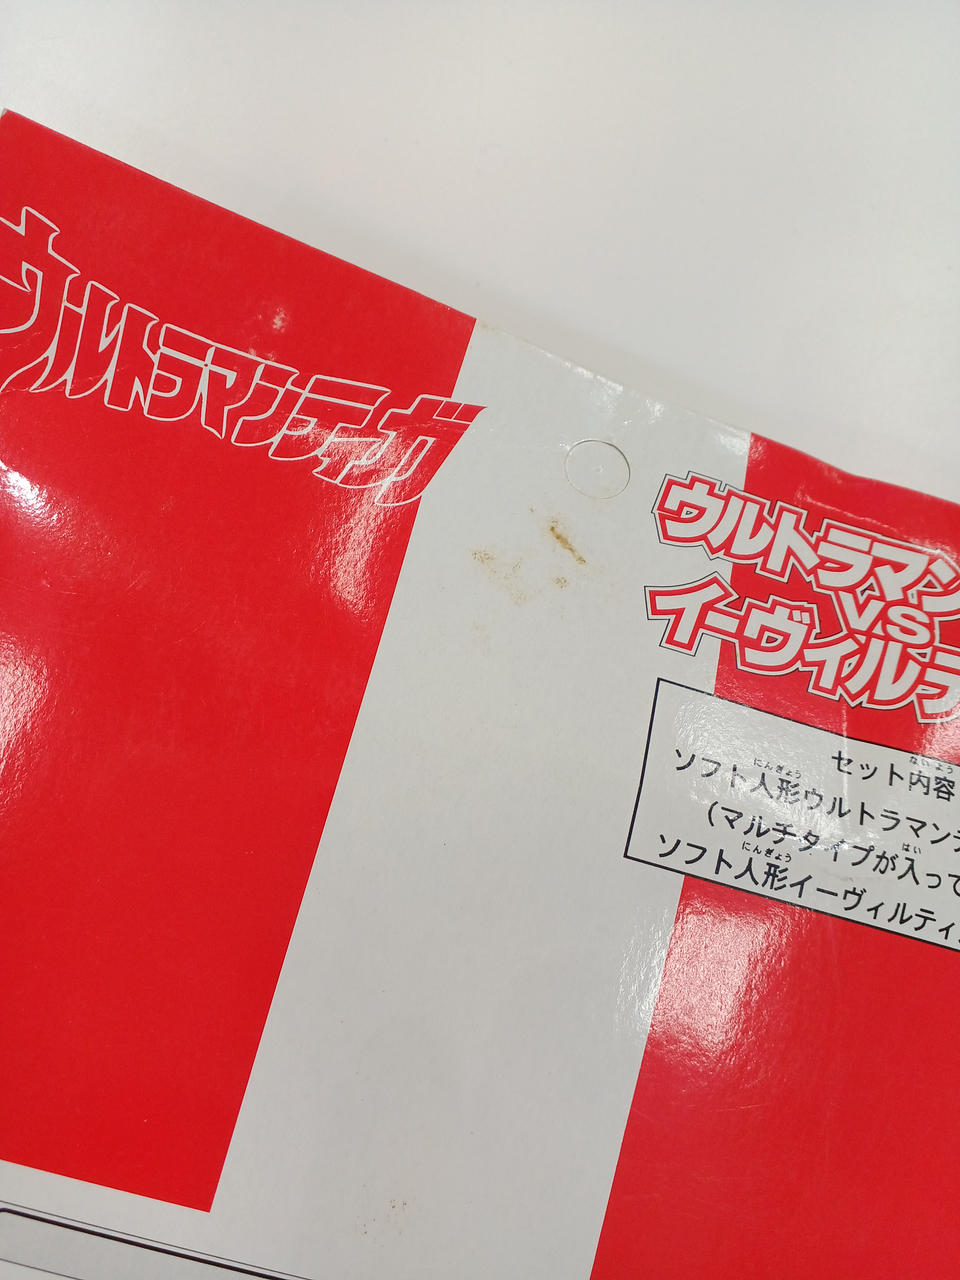 ウルトラマンティガ
ウルトラマン
VS
イーヴィルテ
セット内容
ないよう
ソフト人形ウルトラマンテ
にんぎょう
(マルチタイプが入って
はい
ソフト人形イーヴィルティ
にんぎょう